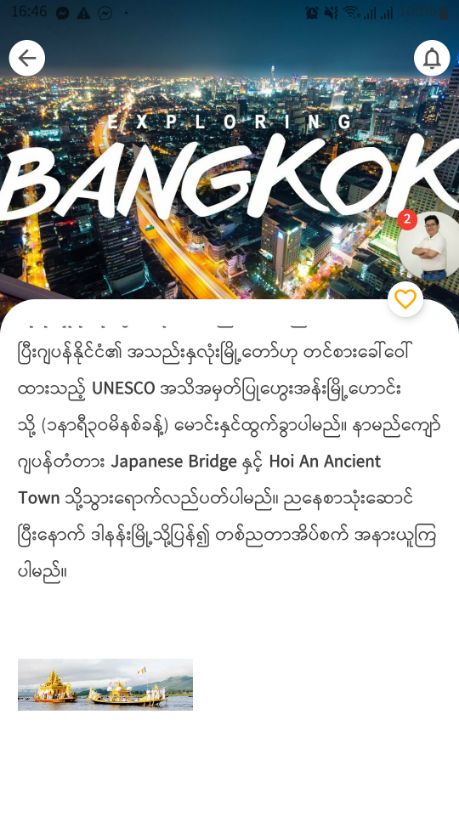 16:46
EXPLORING
BANGKOK
2
ပြီးဂျပန်နိုင်ငံ၏ အသည်းနှလုံးမြို့တော်ဟု တင်စားခေါ်ဝေါ်
ထားသည့် UNESCO အသိအမှတ်ပြုဟွေးအန်းမြို့ဟောင်း
သို့ (၁နာရီ၃၀မိနစ်ခန့်) မောင်းနှင်ထွက်ခွာပါမည်။ နာမည်ကျော်
ဂျပန်တံတား Japanese Bridge နှင့် Hoi An Ancient
Town သို့သွားရောက်လည်ပတ်ပါမည်။ ညနေစာသုံးဆောင်
ပြီးနောက် ဒါနန်းမြို့သို့ပြန်၍ တစ်ညတာအိပ်စက် အနားယူကြ
ပါမည်။